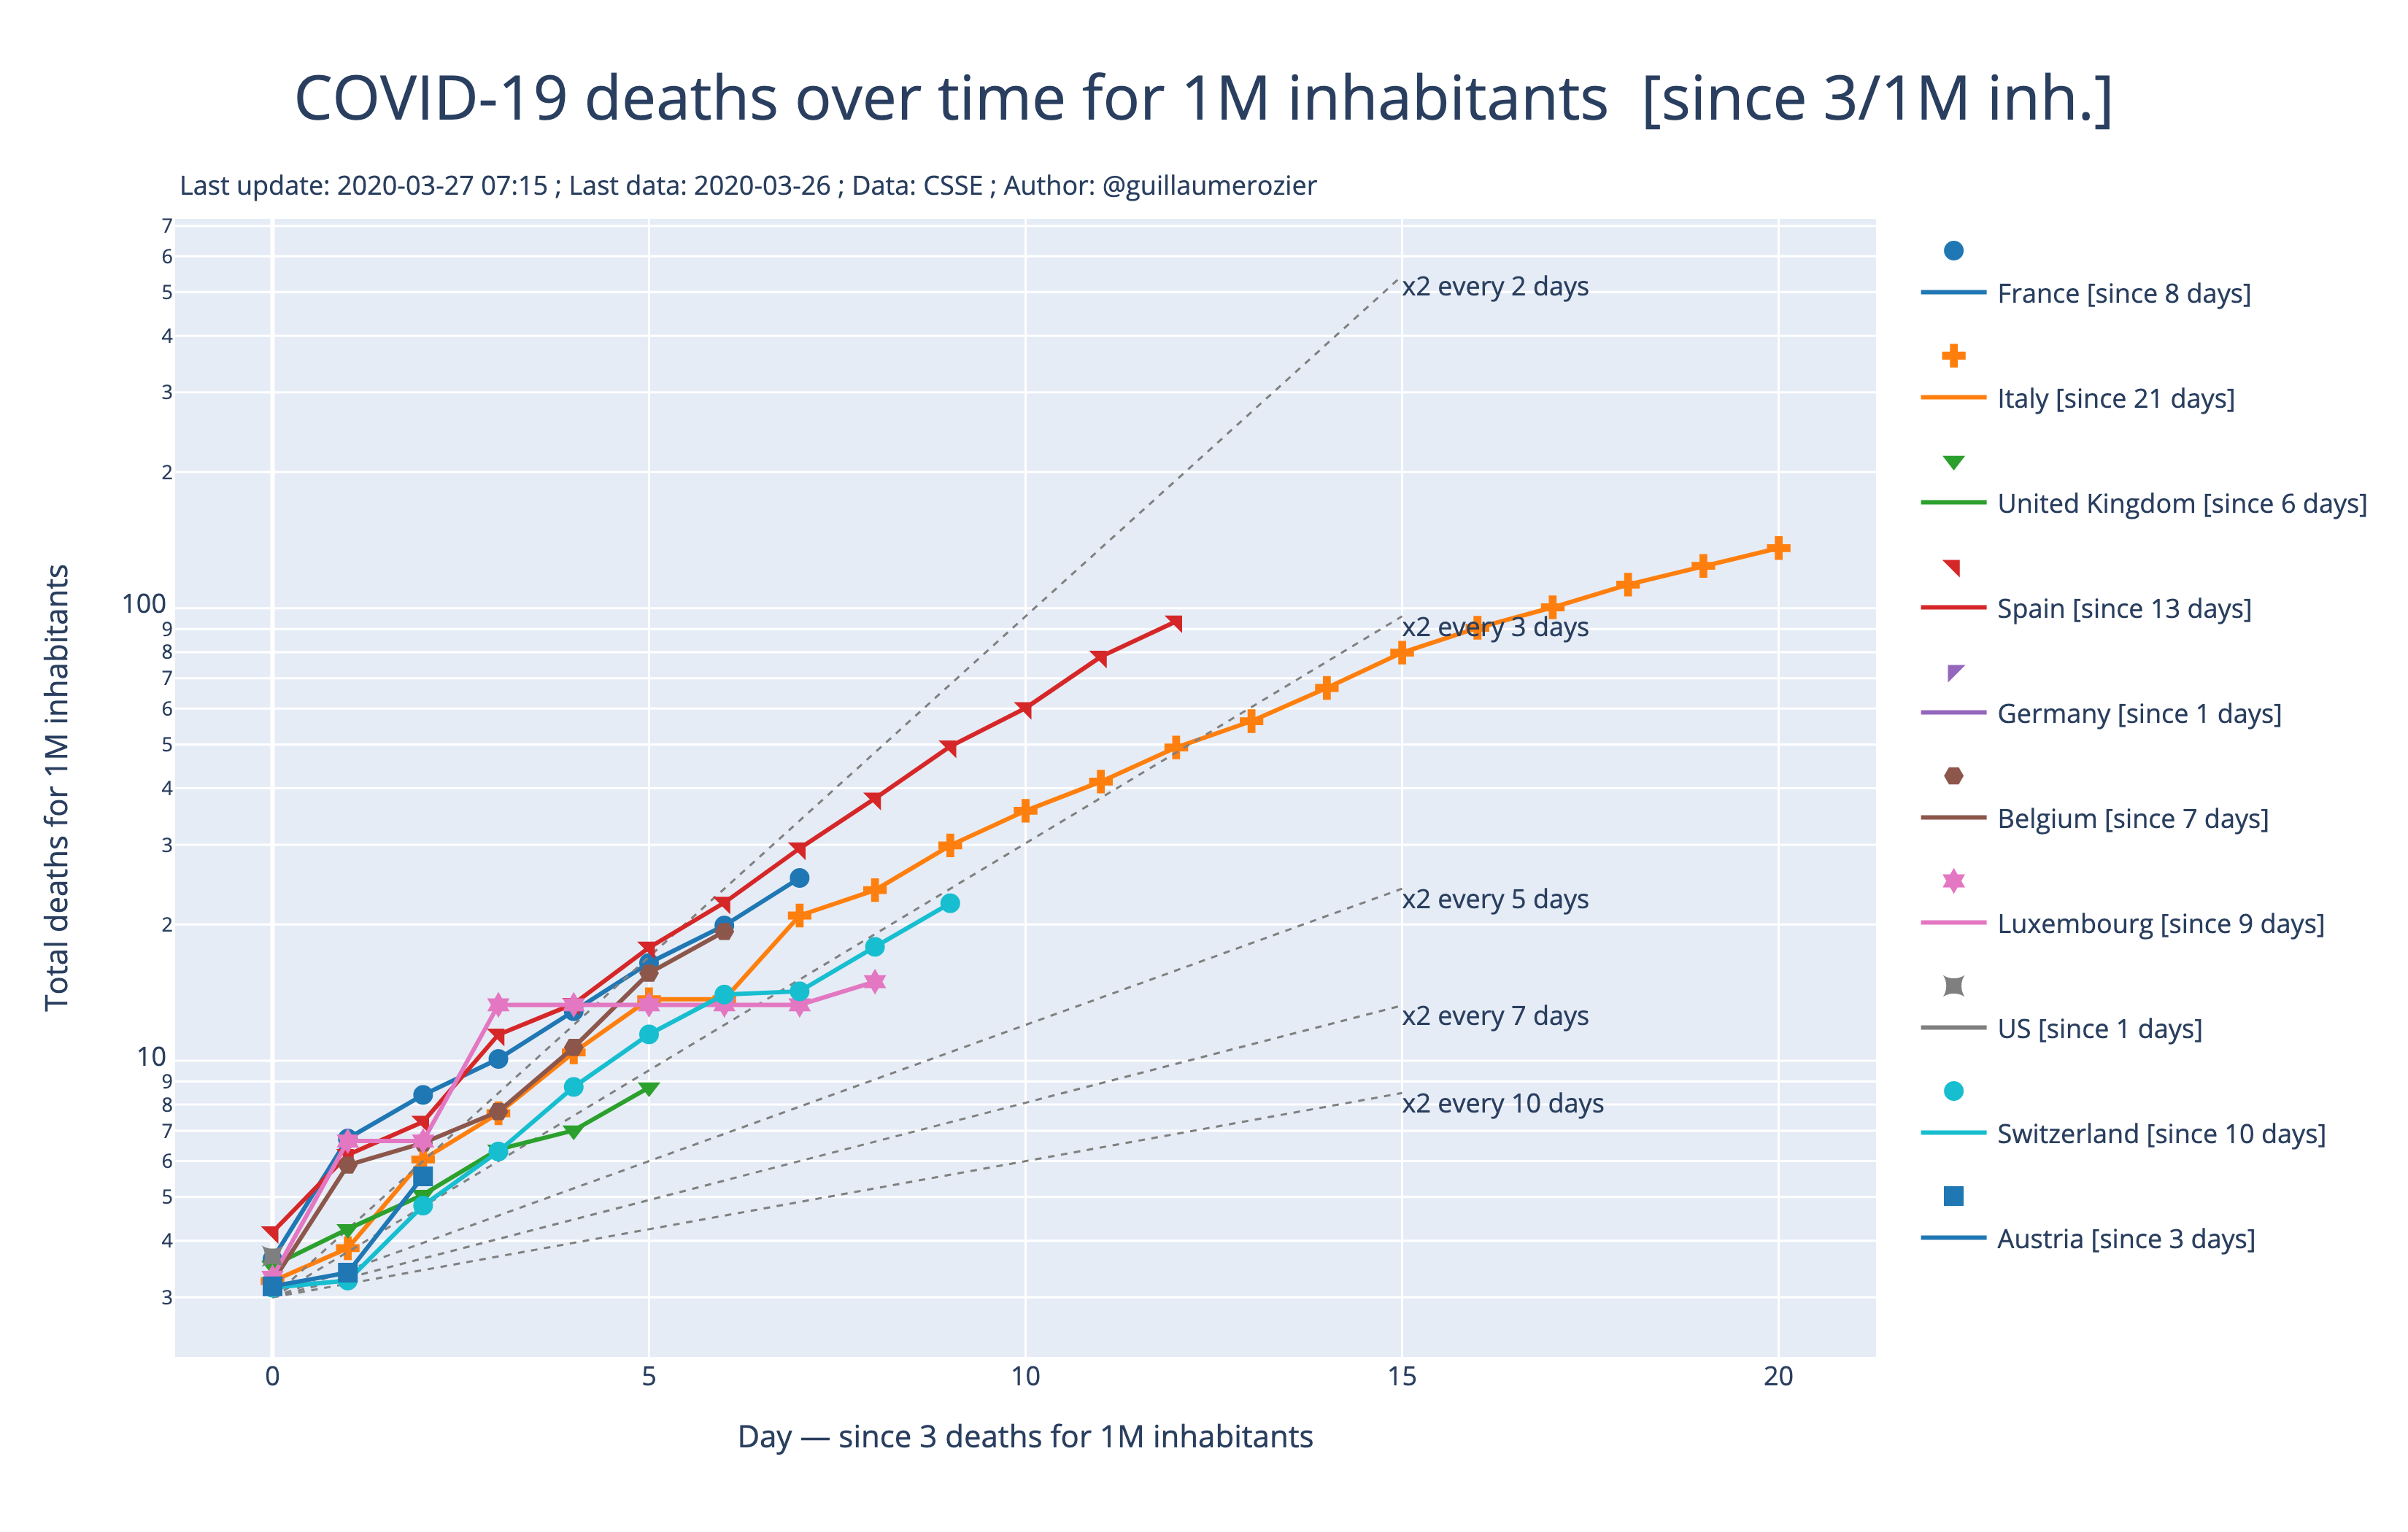 COVID-19 deaths over time for 1M inhabitants [since 3/1M inh.]
Last update: 2020-03-27 07:15 ; Last data: 2020-03-26 ; Data: CSSE ; Author: @guillaumerozier
Total deaths for 1M inhabitants
7
6
5
4
3
2
100
9
8
7
6
5
4
3
2
10
9
8
7
6
5
4
3
x2 every 2 days
x2 every 3 days
x2 every 5 days
x2 every 7 days
x2 every 10 days
0 5 10 15 20
Day — since 3 deaths for 1M inhabitants
France [since 8 days]
Italy [since 21 days]
United Kingdom [since 6 days]
Spain [since 13 days]
Germany [since 1 days]
Belgium [since 7 days]
Luxembourg [since 9 days]
US [since 1 days]
Switzerland [since 10 days]
Austria [since 3 days]